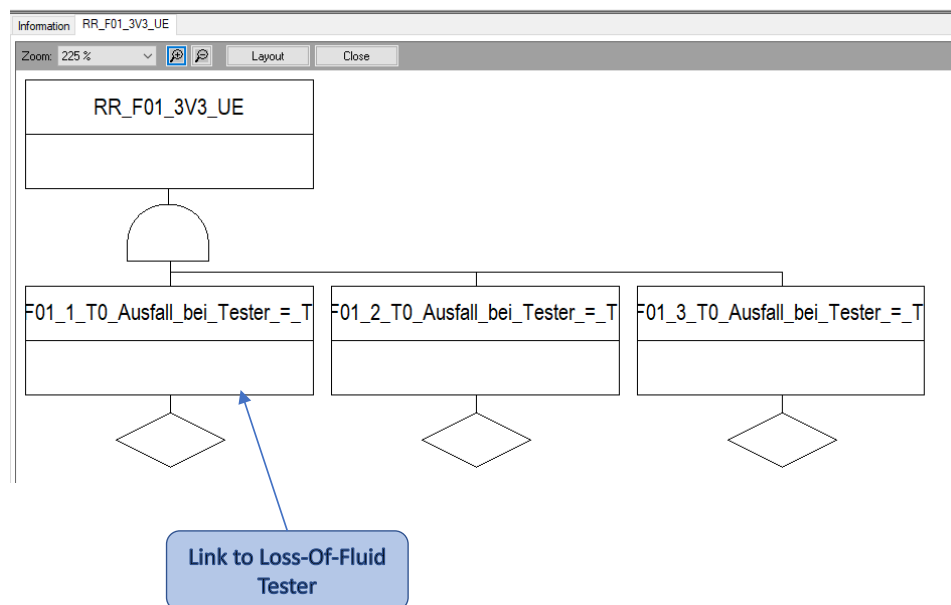 Information RR_F01_3V3_UE
Zoom: 225 % Layout Close
RR_F01_3V3_UE
F01_1_T0_Ausfall_bei_Tester_=_T F01_2_T0_Ausfall_bei_Tester_=_T F01_3_T0_Ausfall_bei_Tester_=_T
Link to Loss-Of-Fluid
Tester